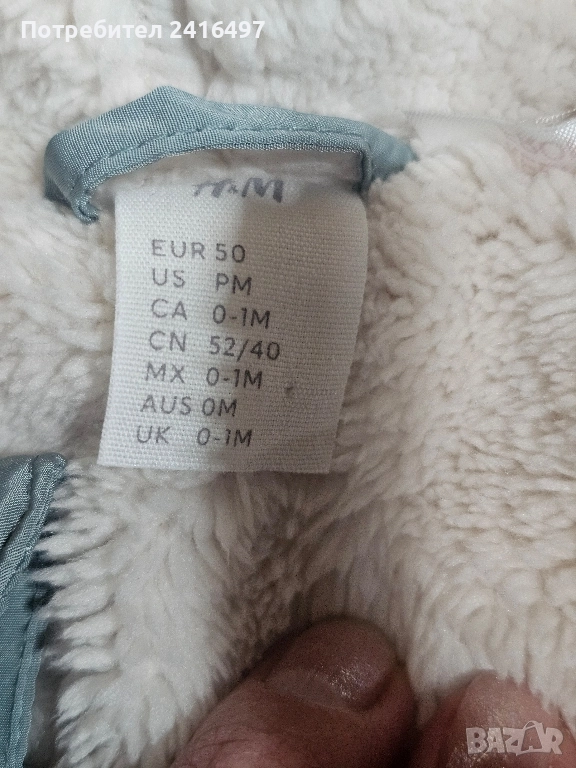 Потребител 2416497
H&M
EUR 50
US PM
CA 0-1M
CN 52/40
MX 0-1M
AUS 0M
UK 0-1M
BAZAR